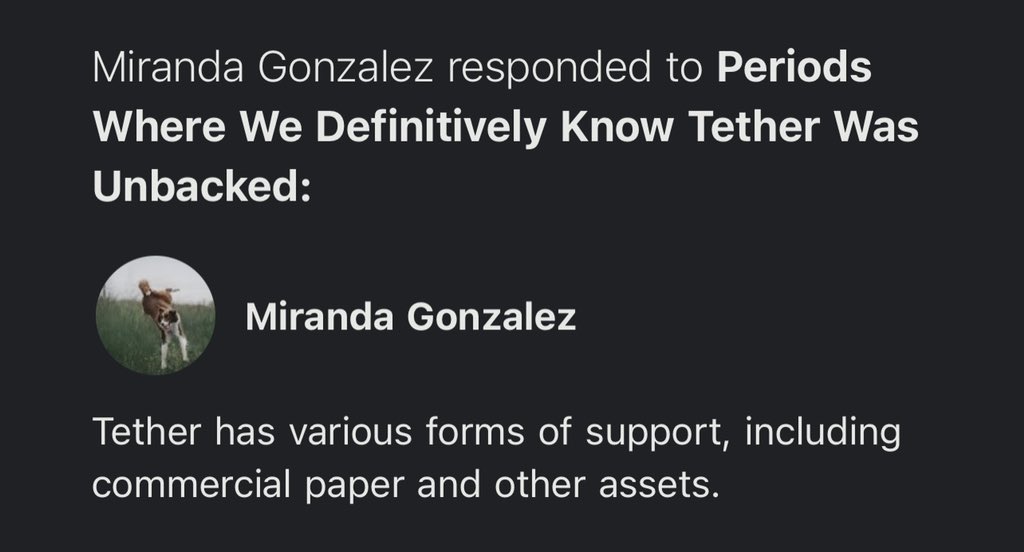 Miranda Gonzalez responded to Periods
Where We Definitively Know Tether Was
Unbacked:
Miranda Gonzalez
Tether has various forms of support, including
commercial paper and other assets.